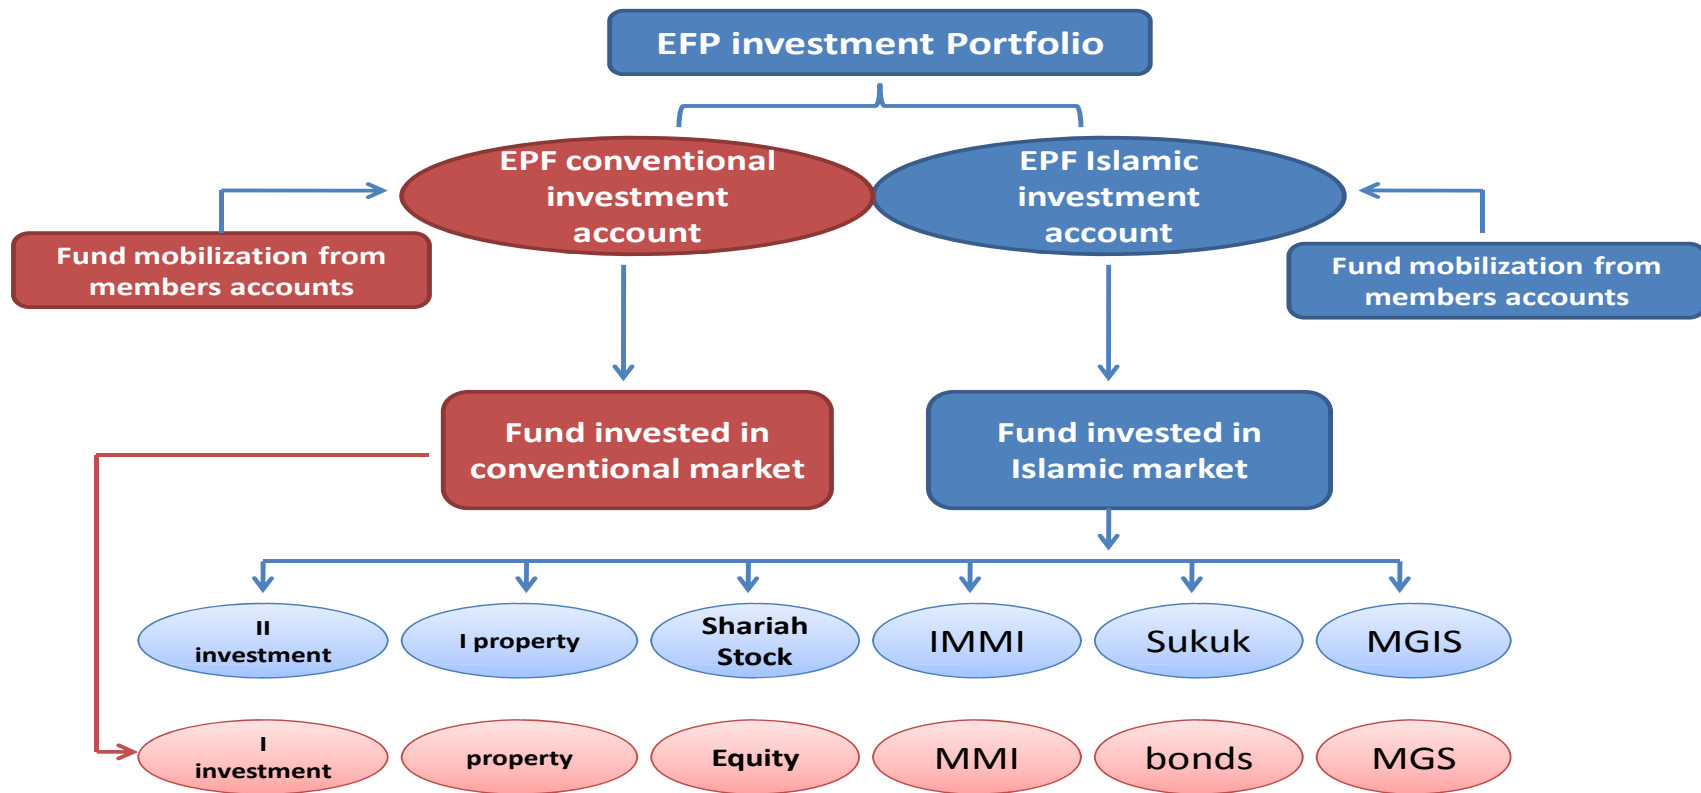 EFP investment Portfolio
EPF conventional
investment
account
EPF Islamic
investment
account
Fund mobilization from
members accounts
Fund mobilization from
members accounts
Fund invested in
conventional market
Fund invested in
Islamic market
II
investment
I property
Shariah
Stock
IMMI
Sukuk
MGIS
I
investment
property
Equity
MMI
bonds
MGS